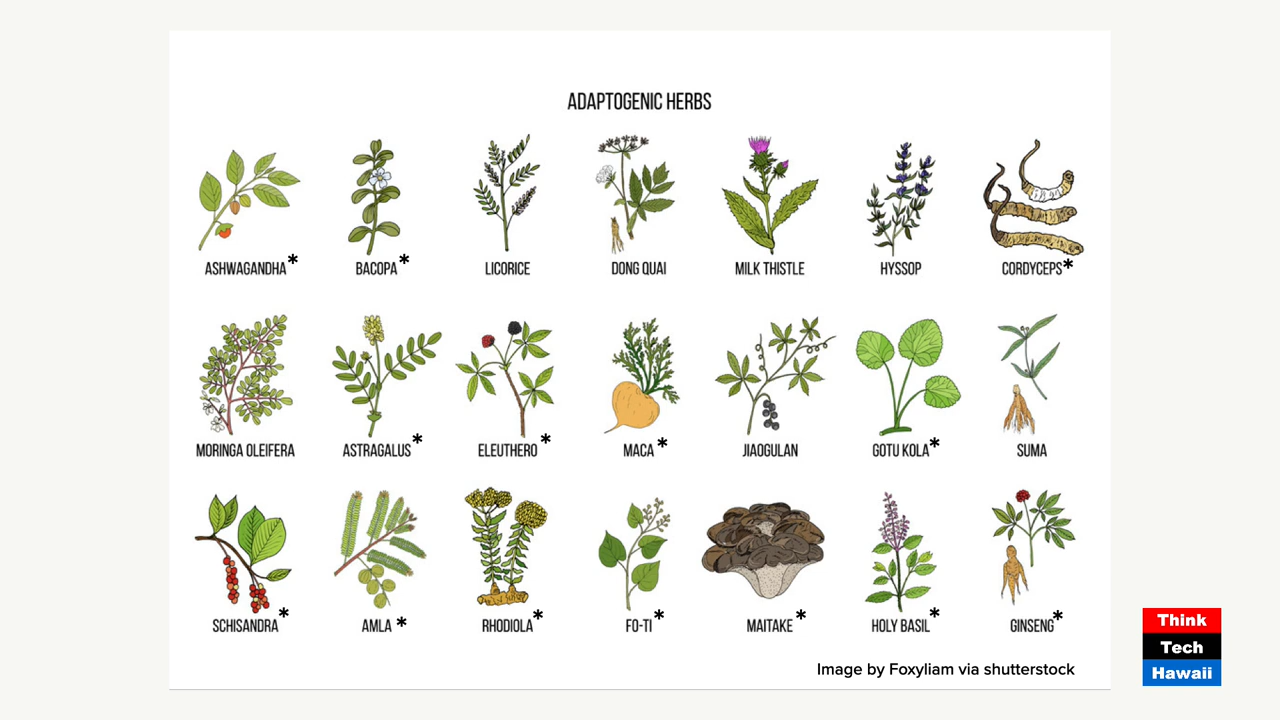 ADAPTOGENIC HERBS
ASHWAGANDHA* BACOPA* LICORICE DONG QUAI MILK THISTLE HYSSOP CORDYCEPS*
MORINGA OLEIFERA ASTRAGALUS* ELEUTHERO* MACA* JIAOGULAN GOTU KOLA* SUMA
SCHISANDRA* AMLA* RHODIOLA* FO-TI* MAITAKE* HOLY BASIL* GINSENG*
Image by Foxyliam via shutterstock
Think
Tech
Hawaii